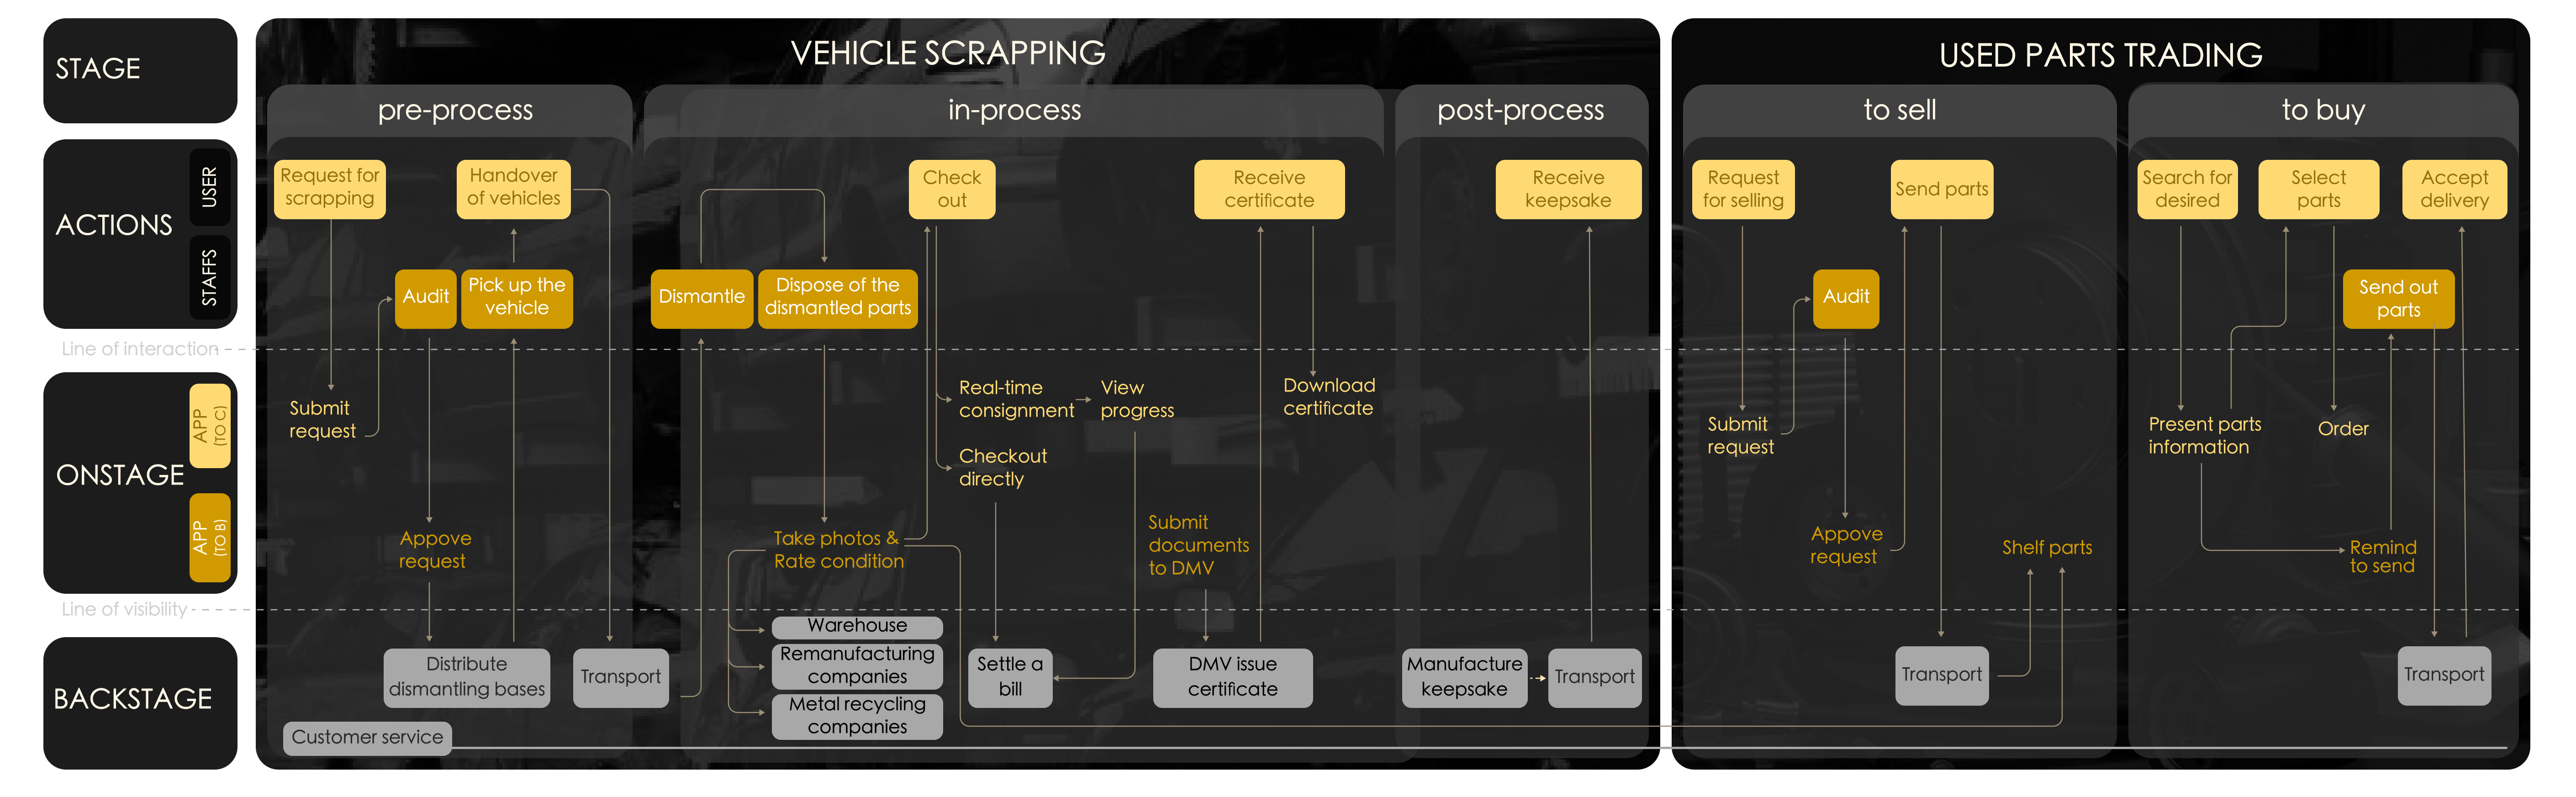 STAGE
VEHICLE SCRAPPING
USED PARTS TRADING
pre-process
in-process
post-process
to sell
to buy
ACTIONS
USER
STAFFS
Request for
scrapping
Handover
of vehicles
Check
out
Receive
certificate
Receive
keepsake
Request
for selling
Send parts
Search for
desired
Select
parts
Accept
delivery
Audit
Pick up the
vehicle
Dismantle
Dispose of the
dismantled parts
Audit
Send out
parts
Line of interaction
ONSTAGE
APP
(TO C)
APP
(TO B)
Submit
request
Real-time
consignment
View
progress
Download
certificate
Checkout
directly
Submit
request
Present parts
information
Order
Appove
request
Take photos &
Rate condition
Submit
documents
to DMV
Appove
request
Shelf parts
Remind
to send
Line of visibility
BACKSTAGE
Distribute
dismantling bases
Transport
Warehouse
Remanufacturing
companies
Metal recycling
companies
Settle a
bill
DMV issue
certificate
Manufacture
keepsake
Transport
Transport
Transport
Customer service